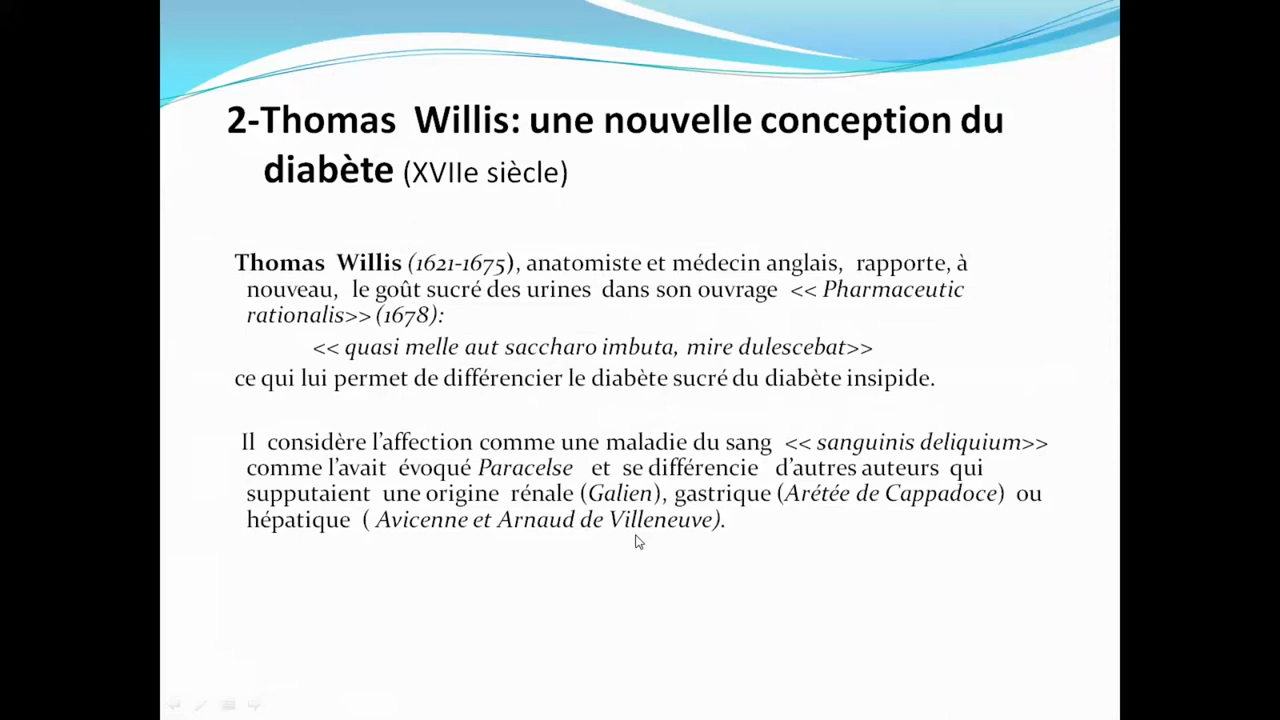 2-Thomas Willis: une nouvelle conception du
diabète (XVIIe siècle)
Thomas Willis (1621-1675), anatomiste et médecin anglais, rapporte, à
nouveau, le goût sucré des urines dans son ouvrage << Pharmaceutic
rationalis>> (1678):
<< quasi melle aut saccharo imbuta, mire dulescebat>>
ce qui lui permet de différencier le diabète sucré du diabète insipide.
Il considère l'affection comme une maladie du sang << sanguinis deliquium>>
comme l'avait évoqué Paracelse et se différencie d'autres auteurs qui
supputaient une origine rénale (Galien), gastrique (Arétée de Cappadoce) ou
hépatique ( Avicenne et Arnaud de Villeneuve).